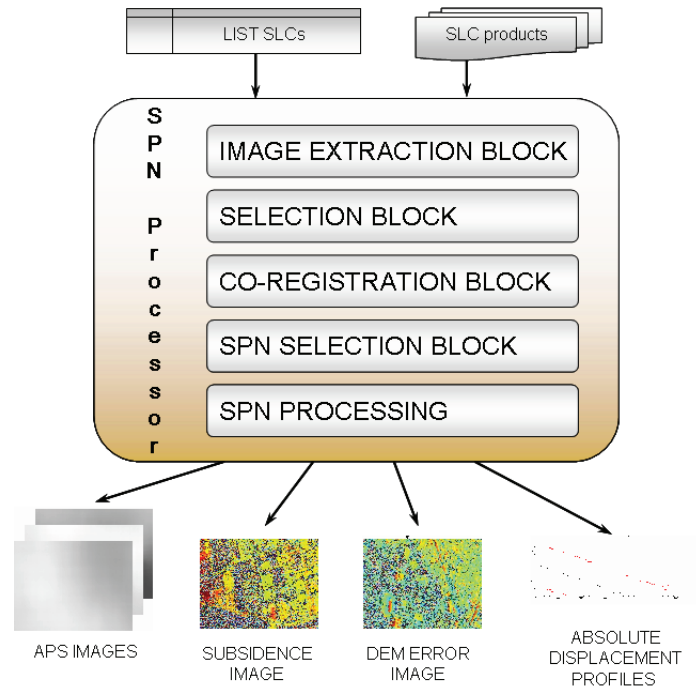 LIST SLCs
SLC products
SPN Processor
IMAGE EXTRACTION BLOCK
SELECTION BLOCK
CO-REGISTRATION BLOCK
SPN SELECTION BLOCK
SPN PROCESSING
APS IMAGES
SUBSIDENCE
IMAGE
DEM ERROR
IMAGE
ABSOLUTE
DISPLACEMENT
PROFILES